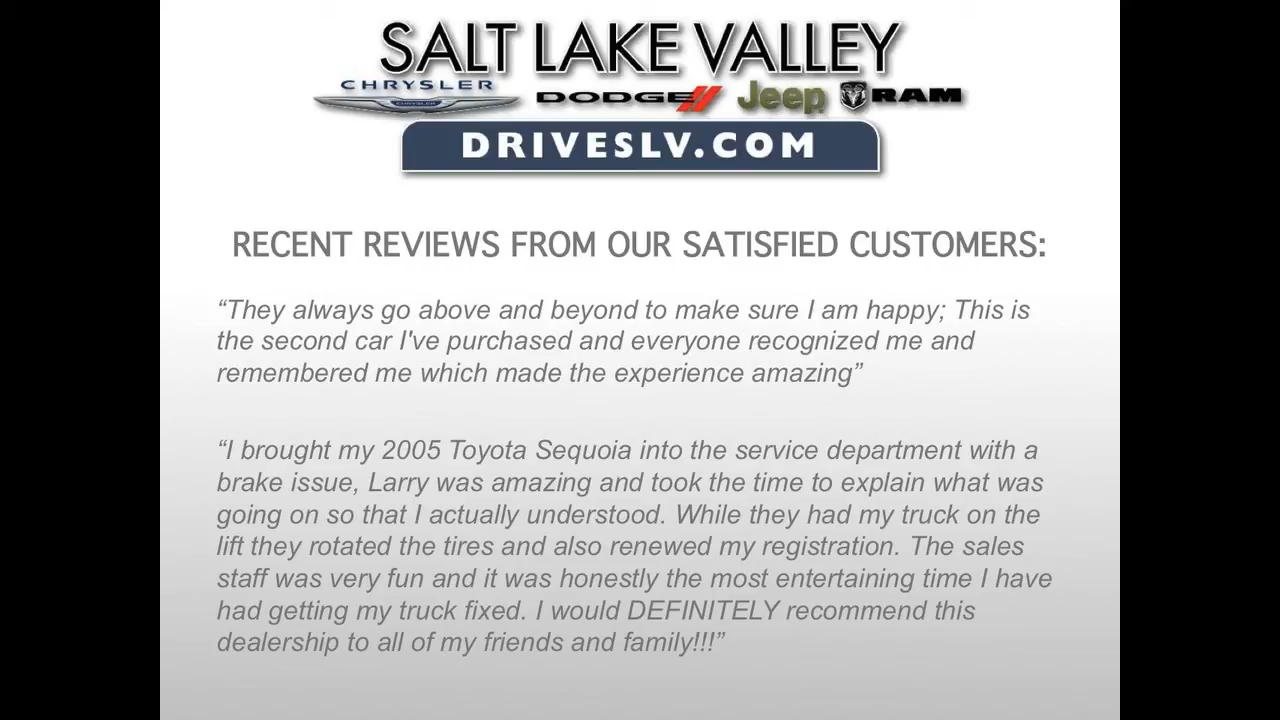 SALT LAKE VALLEY
CHRYSLER DODGE Jeep RAM
CHRYSLER
DRIVESLV.COM
RECENT REVIEWS FROM OUR SATISFIED CUSTOMERS:
“They always go above and beyond to make sure I am happy; This is
the second car I've purchased and everyone recognized me and
remembered me which made the experience amazing”
“I brought my 2005 Toyota Sequoia into the service department with a
brake issue, Larry was amazing and took the time to explain what was
going on so that I actually understood. While they had my truck on the
lift they rotated the tires and also renewed my registration. The sales
staff was very fun and it was honestly the most entertaining time I have
had getting my truck fixed. I would DEFINITELY recommend this
dealership to all of my friends and family!!!”